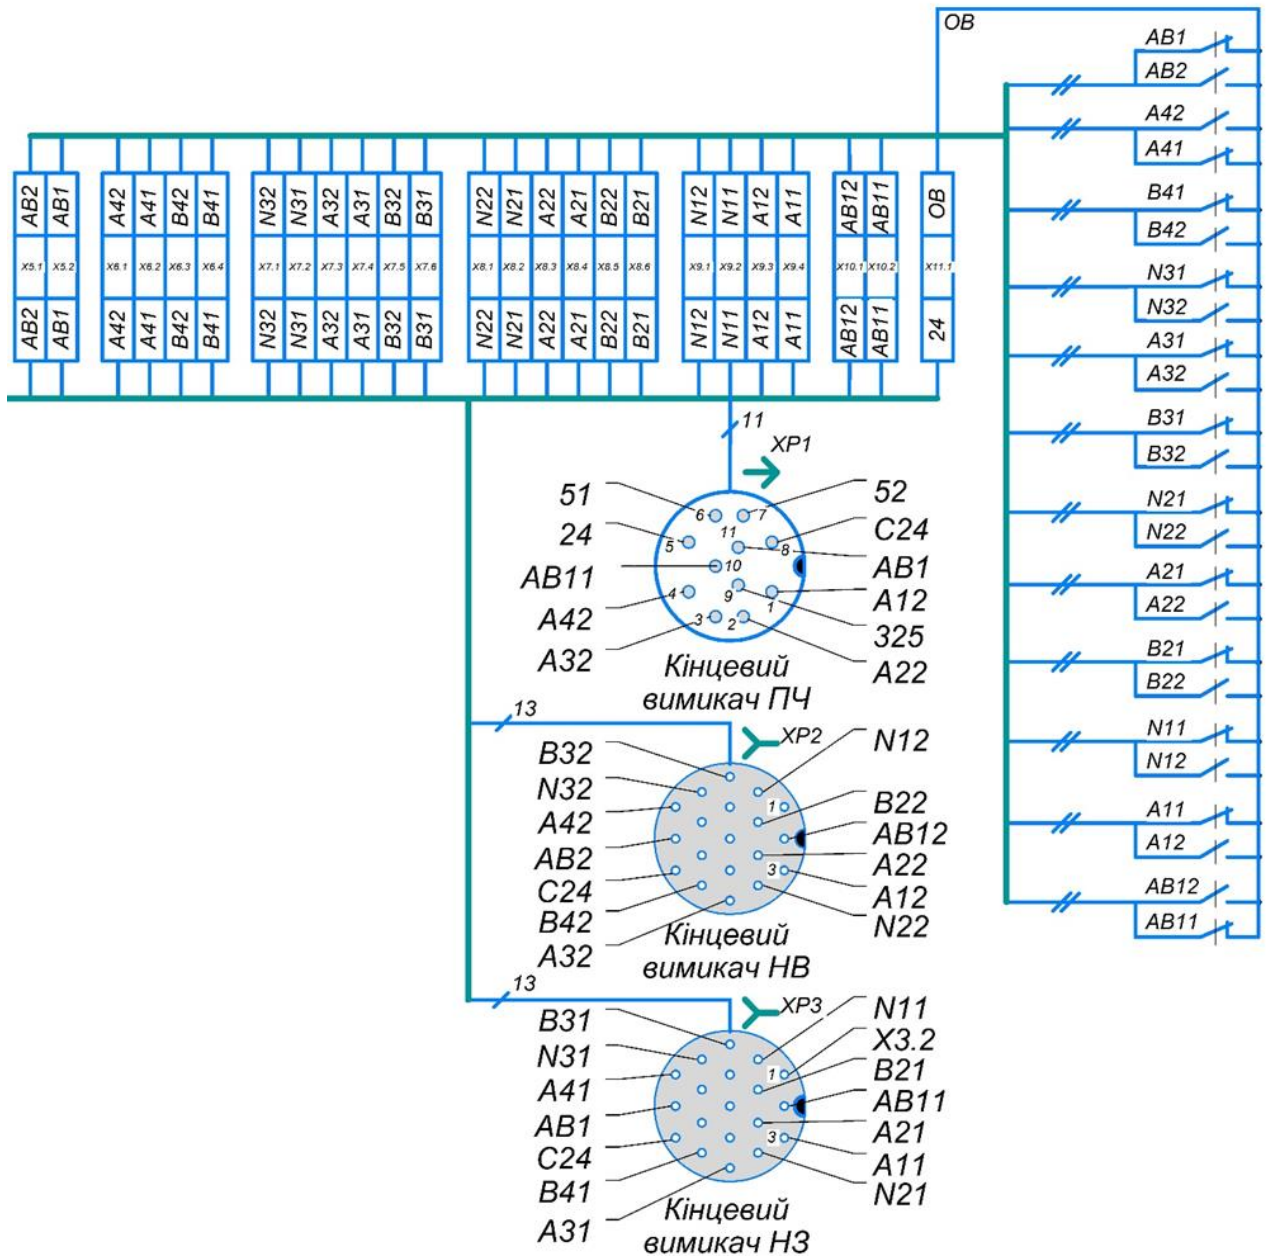 OB
AB1
AB2
A42
A41
B41
B42
N31
N32
A31
A32
B31
B32
N21
N22
A21
A22
B21
B22
N11
N12
A11
A12
AB12
AB11
AB2 AB1 A42 A41 B42 B41 N32 N31 A32 A31 B32 B31 N22 N21 A22 A21 B22 B21 N12 N11 A12 A11 AB12 AB11 OB
X5.1 X5.2 X6.1 X6.2 X6.3 X6.4 X7.1 X7.2 X7.3 X7.4 X7.5 X7.6 X8.1 X8.2 X8.3 X8.4 X8.5 X8.6 X9.1 X9.2 X9.3 X9.4 X10.1 X10.2 X11.1
AB2 AB1 A42 A41 B42 B41 N32 N31 A32 A31 B32 B31 N22 N21 A22 A21 B22 B21 N12 N11 A12 A11 AB12 AB11 24
11
XP1
51
24
AB11
A42
A32
6 7
5 11 8
10
4 9 1
3 2
52
C24
AB1
A12
325
A22
Кінцевий
вимикач ПЧ
13
XP2
B32
N32
A42
AB2
C24
B42
A32
1
3
N12
B22
AB12
A22
A12
N22
Кінцевий
вимикач НВ
13
XP3
B31
N31
A41
AB1
C24
B41
A31
1
3
N11
X3.2
B21
AB11
A21
A11
N21
Кінцевий
вимикач НЗ